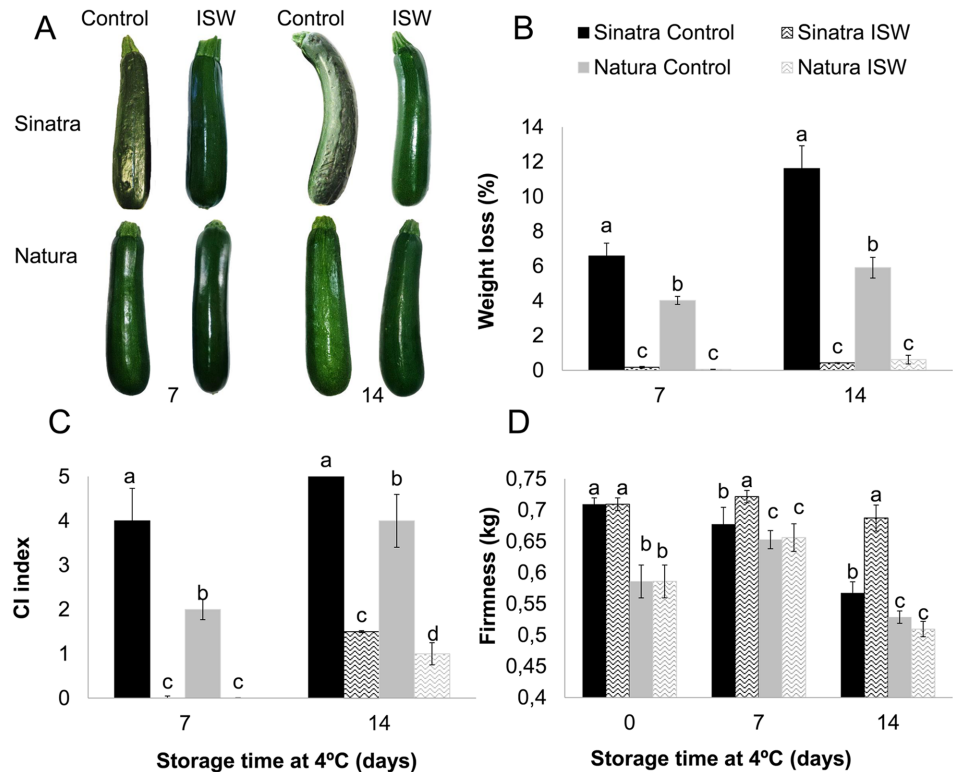 A
Control ISW Control ISW
Sinatra
Natura
7 14
B
Sinatra Control Sinatra ISW
Natura Control Natura ISW
Weight loss (%)
14
12
10
8
6
4
2
0
a
c
b
c
a
c
b
c
7 14
C
CI index
5
4
3
2
1
0
a
c
b
c
a
c
b
d
7 14
Storage time at 4ºC (days)
D
Firmness (kg)
0,75
0,7
0,65
0,6
0,55
0,5
0,45
0,4
a a
b b
b
a
c c
b
a
c c
0 7 14
Storage time at 4ºC (days)